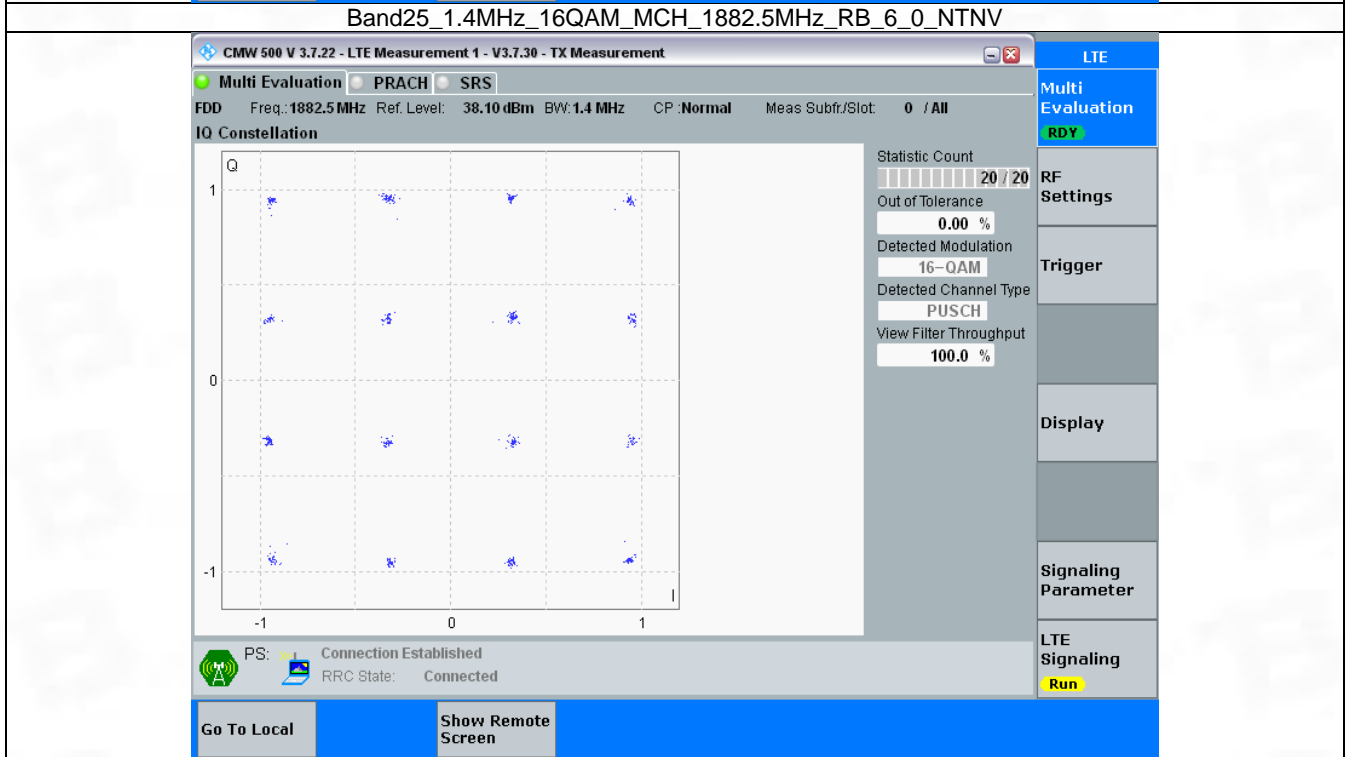 Band25_1.4MHz_16QAM_MCH_1882.5MHz_RB_6_0_NTNV
CMW 500 V 3.7.22 - LTE Measurement 1 - V3.7.30 - TX Measurement
LTE
Multi Evaluation PRACH SRS
FDD Freq.: 1882.5 MHz Ref. Level: 38.10 dBm BW: 1.4 MHz CP : Normal Meas Subfr./Slot: 0 / All
IQ Constellation
Q
1
0
-1
I
-1 0 1
Statistic Count
20 / 20
Out of Tolerance
0.00 %
Detected Modulation
16-QAM
Detected Channel Type
PUSCH
View Filter Throughput
100.0 %
Multi
Evaluation
RDY
RF
Settings
Trigger
Display
Signaling
Parameter
LTE
Signaling
Run
PS: Connection Established
RRC State: Connected
Go To Local
Show Remote
Screen